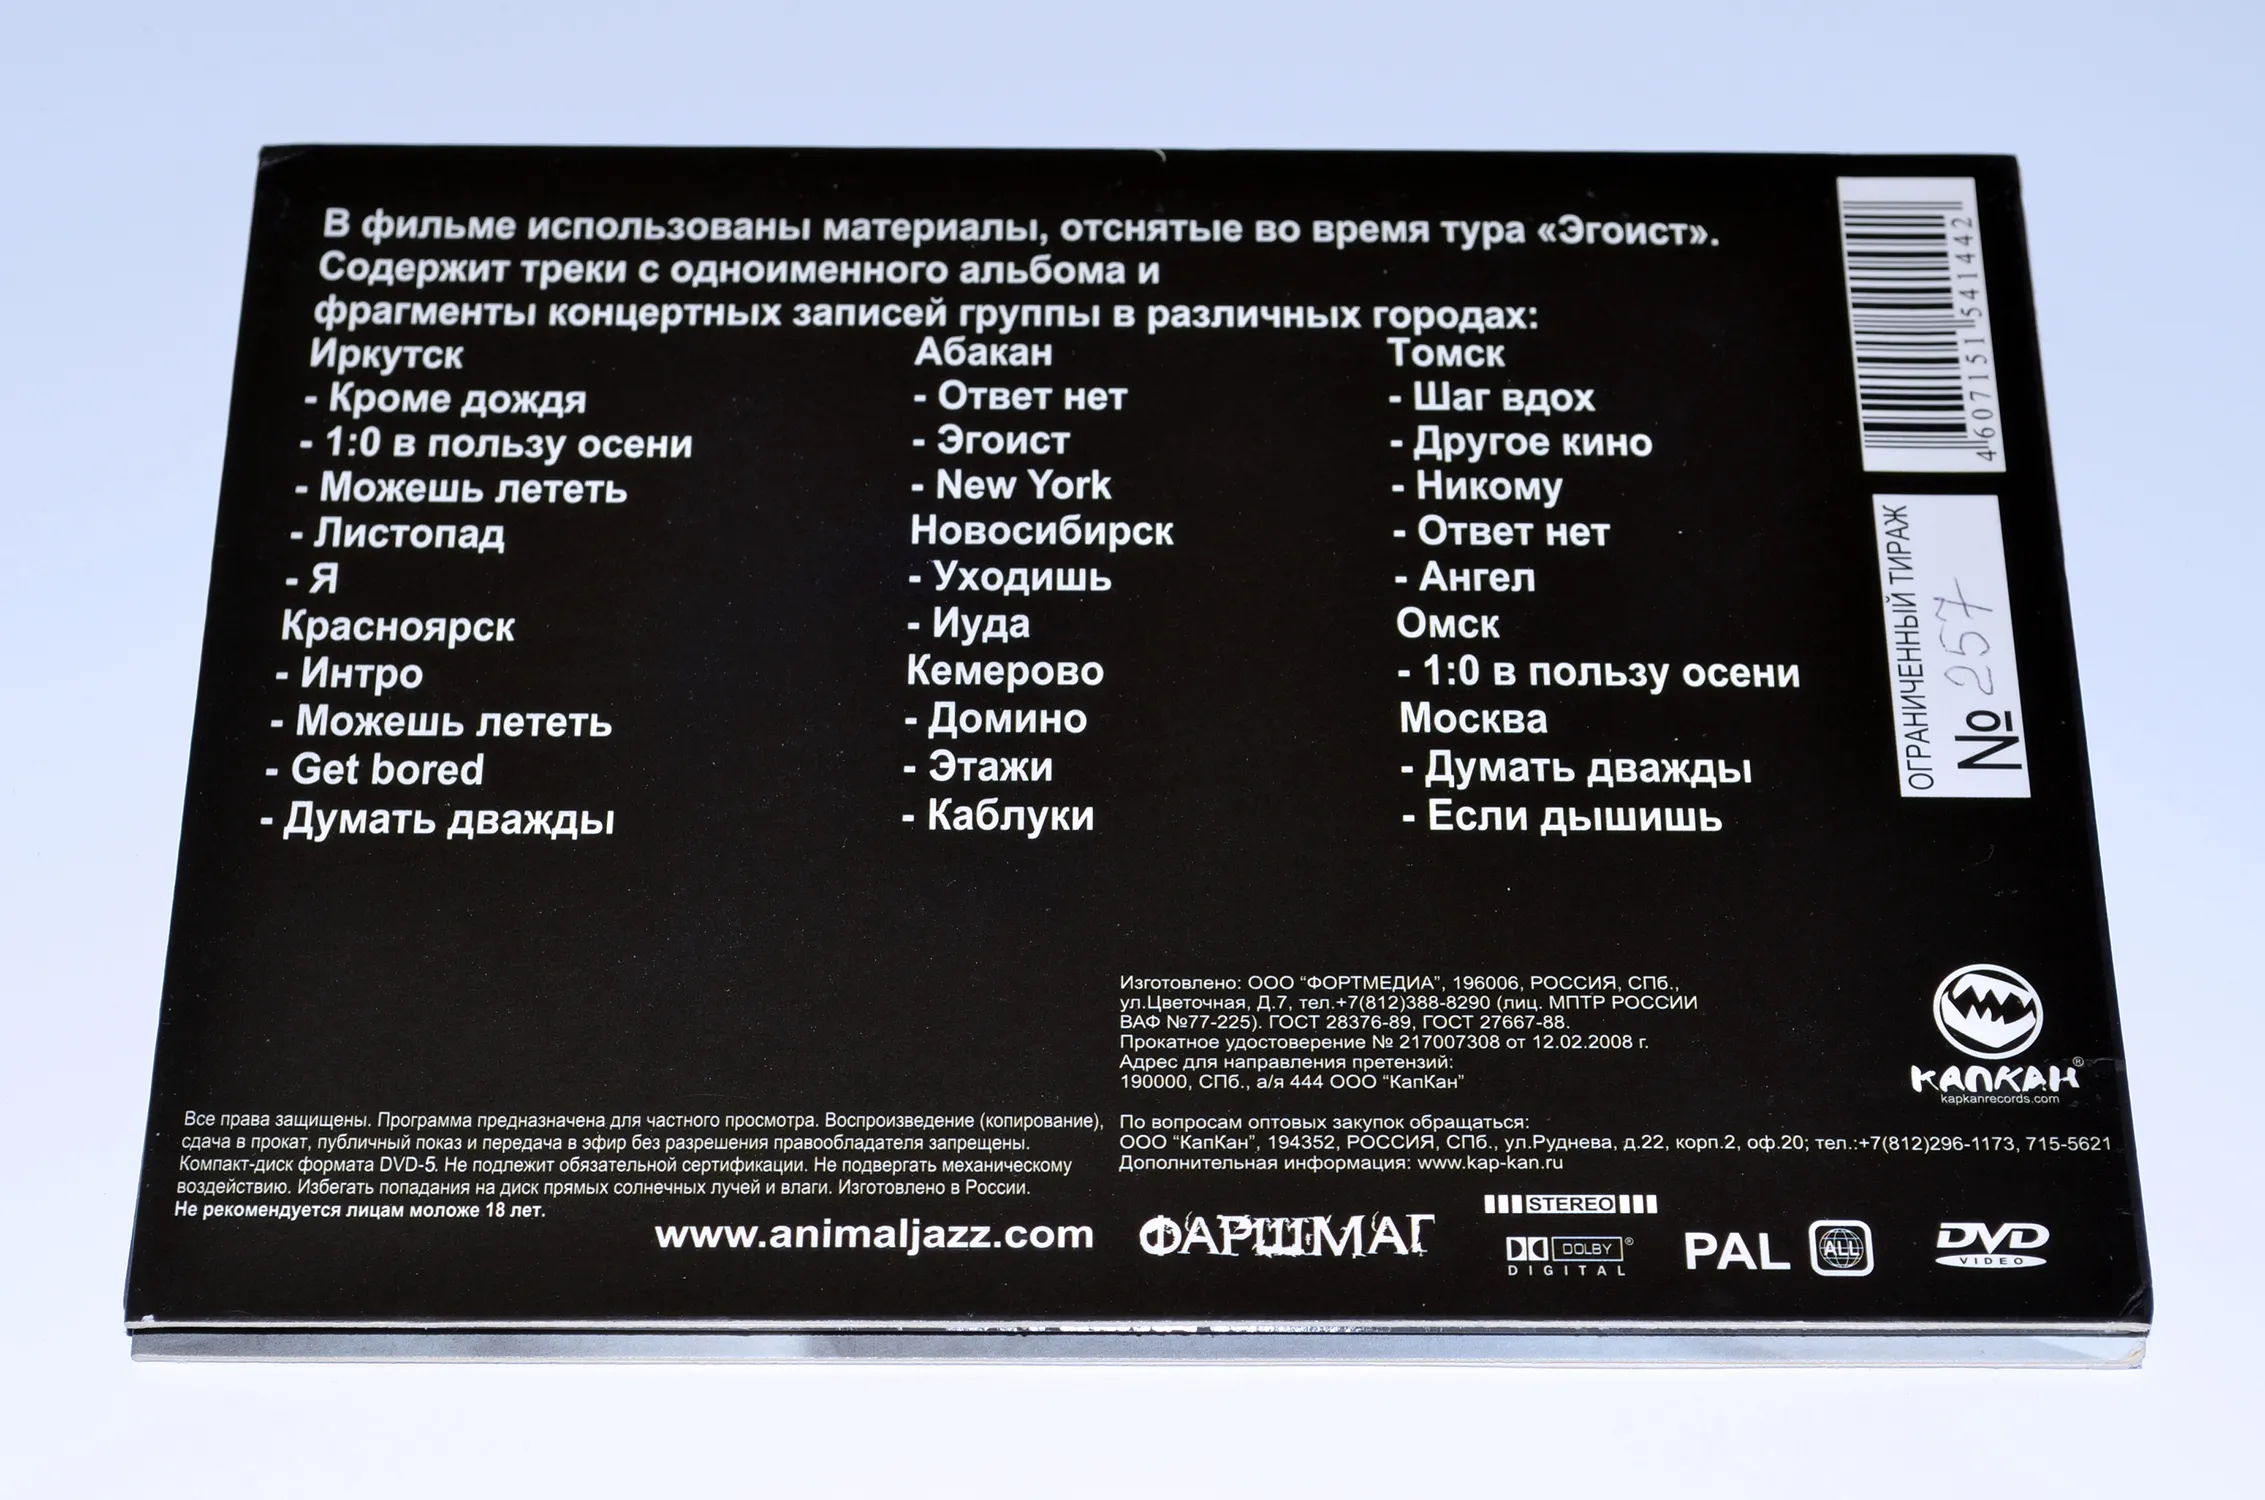 В фильме использованы материалы, отснятые во время тура «Эгоист».
Содержит треки с одноименного альбома и
фрагменты концертных записей группы в различных городах:
Иркутск
- Кроме дождя
- 1:0 в пользу осени
- Можешь лететь
- Листопад
- Я
Красноярск
- Интро
- Можешь лететь
- Get bored
- Думать дважды
Абакан
- Ответ нет
- Эгоист
- New York
Новосибирск
- Уходишь
- Иуда
Кемерово
- Домино
- Этажи
- Каблуки
Томск
- Шаг вдох
- Другое кино
- Никому
- Ответ нет
- Ангел
Омск
- 1:0 в пользу осени
Москва
- Думать дважды
- Если дышишь
4 607151 541442
ОГРАНИЧЕННЫЙ ТИРАЖ
№ 257
Изготовлено: ООО “ФОРТМЕДИА”, 196006, РОССИЯ, СПб.,
ул.Цветочная, Д.7, тел.+7(812)388-8290 (лиц. МПТР РОССИИ
ВАФ №77-225). ГОСТ 28376-89, ГОСТ 27667-88.
Прокатное удостоверение № 217007308 от 12.02.2008 г.
Адрес для направления претензий:
190000, СПб., а/я 444 ООО “КапКан”
КАПКАН ®
kapkanrecords.com
Все права защищены. Программа предназначена для частного просмотра. Воспроизведение (копирование),
сдача в прокат, публичный показ и передача в эфир без разрешения правообладателя запрещены.
Компакт-диск формата DVD-5. Не подлежит обязательной сертификации. Не подвергать механическому
воздействию. Избегать попадания на диск прямых солнечных лучей и влаги. Изготовлено в России.
Не рекомендуется лицам моложе 18 лет.
По вопросам оптовых закупок обращаться:
ООО “КапКан”, 194352, РОССИЯ, СПб., ул.Руднева, д.22, корп.2, оф.20; тел.:+7(812)296-1173, 715-5621
Дополнительная информация: www.kap-kan.ru
www.animaljazz.com
ФАРШМАГ
STEREO
DOLBY ®
DIGITAL
PAL
ALL
DVD
VIDEO